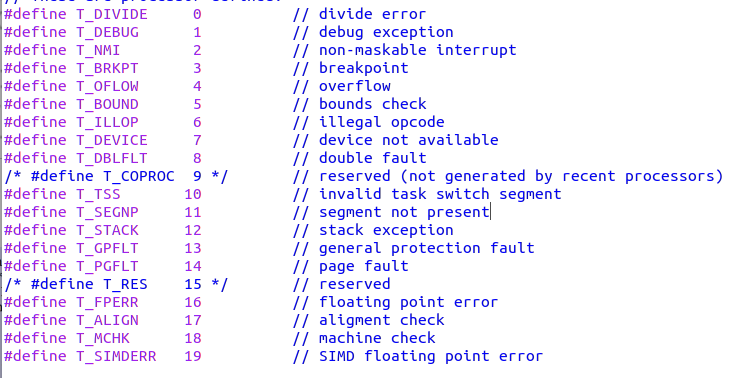 #define T_DIVIDE     0          // divide error
#define T_DEBUG      1          // debug exception
#define T_NMI        2          // non-maskable interrupt
#define T_BRKPT      3          // breakpoint
#define T_OFLOW      4          // overflow
#define T_BOUND      5          // bounds check
#define T_ILLOP      6          // illegal opcode
#define T_DEVICE     7          // device not available
#define T_DBLFLT     8          // double fault
/* #define T_COPROC  9 */       // reserved (not generated by recent processors)
#define T_TSS       10          // invalid task switch segment
#define T_SEGNP     11          // segment not present
#define T_STACK     12          // stack exception
#define T_GPFLT     13          // general protection fault
#define T_PGFLT     14          // page fault
/* #define T_RES    15 */       // reserved
#define T_FPERR     16          // floating point error
#define T_ALIGN     17          // aligment check
#define T_MCHK      18          // machine check
#define T_SIMDERR   19          // SIMD floating point error